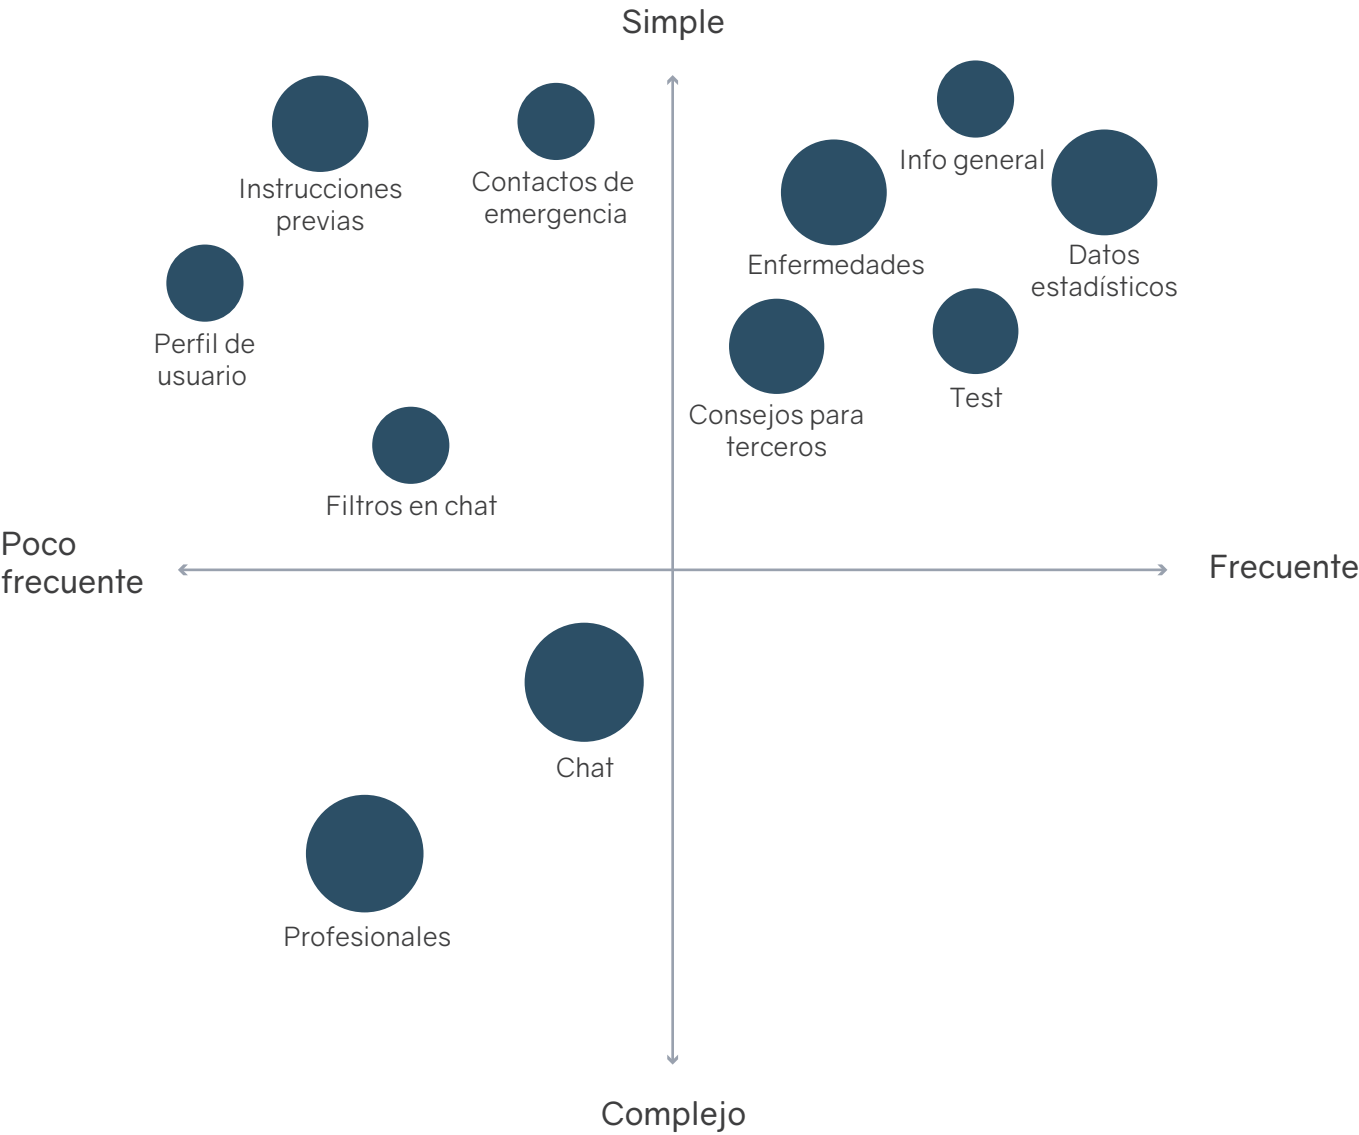 Simple
Info general
Instrucciones
previas
Contactos de
emergencia
Enfermedades
Datos
estadísticos
Perfil de
usuario
Test
Consejos para
terceros
Filtros en chat
Poco
frecuente
Frecuente
Chat
Profesionales
Complejo